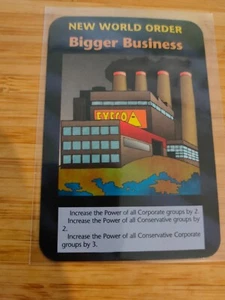 NEW WORLD ORDER
Bigger Business
EYECO
Increase the Power of all Corporate groups by 2.
Increase the Power of all Conservative groups by
2.
Increase the Power of all Conservative Corporate
groups by 3.